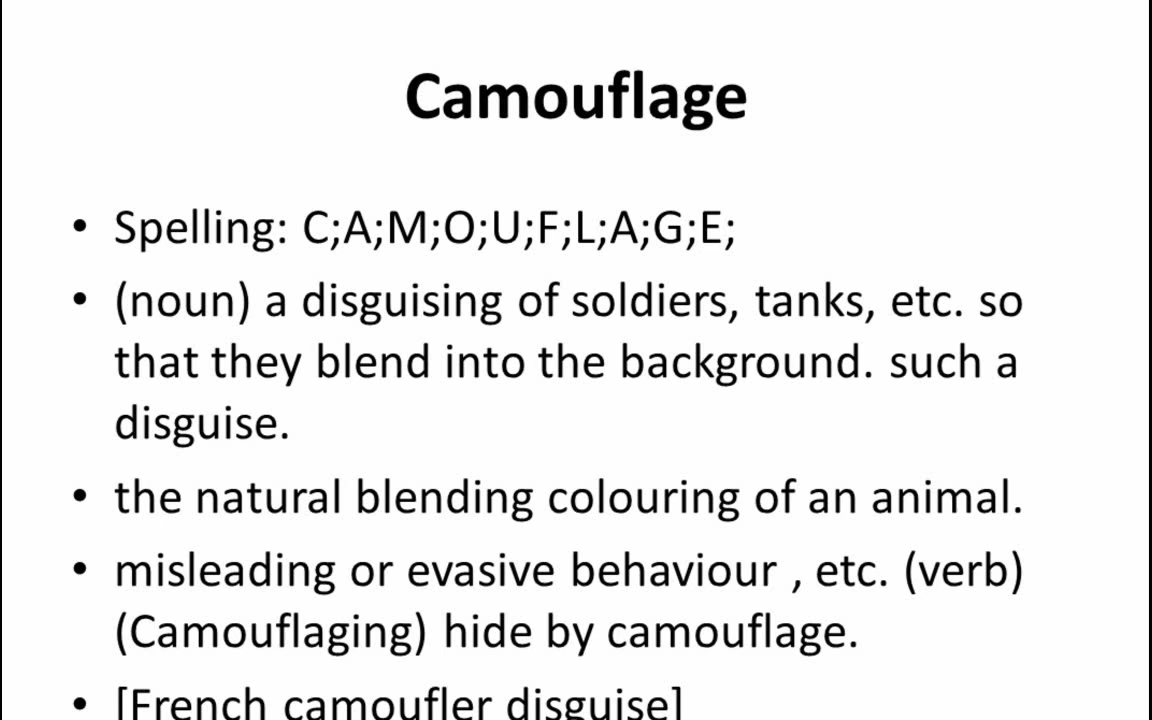 Camouflage
• Spelling: C;A;M;O;U;F;L;A;G;E;
• (noun) a disguising of soldiers, tanks, etc. so
that they blend into the background. such a
disguise.
• the natural blending colouring of an animal.
• misleading or evasive behaviour , etc. (verb)
(Camouflaging) hide by camouflage.
• [French camoufler disguise]